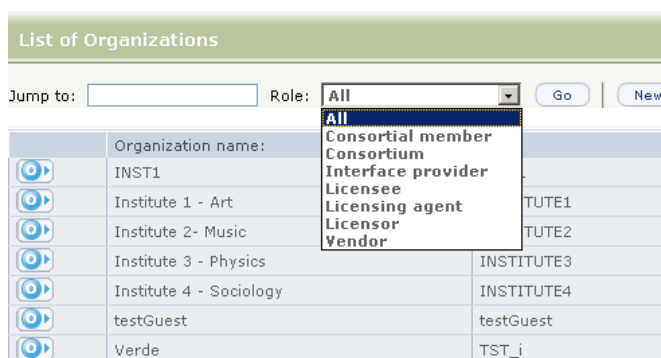 List of Organizations
Jump to: Role: All Go New
All
Consortial member
Consortium
Interface provider
Licensee
Licensing agent
Licensor
Vendor
Organization name:
INST1
Institute 1 - Art TUTE1
Institute 2- Music TUTE2
Institute 3 - Physics INSTITUTE3
Institute 4 - Sociology INSTITUTE4
testGuest testGuest
Verde TST_i